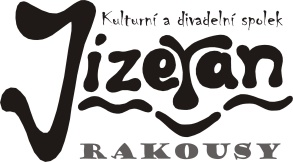 Kulturní a divadelní spolek
Jizeran
RAKOUSY